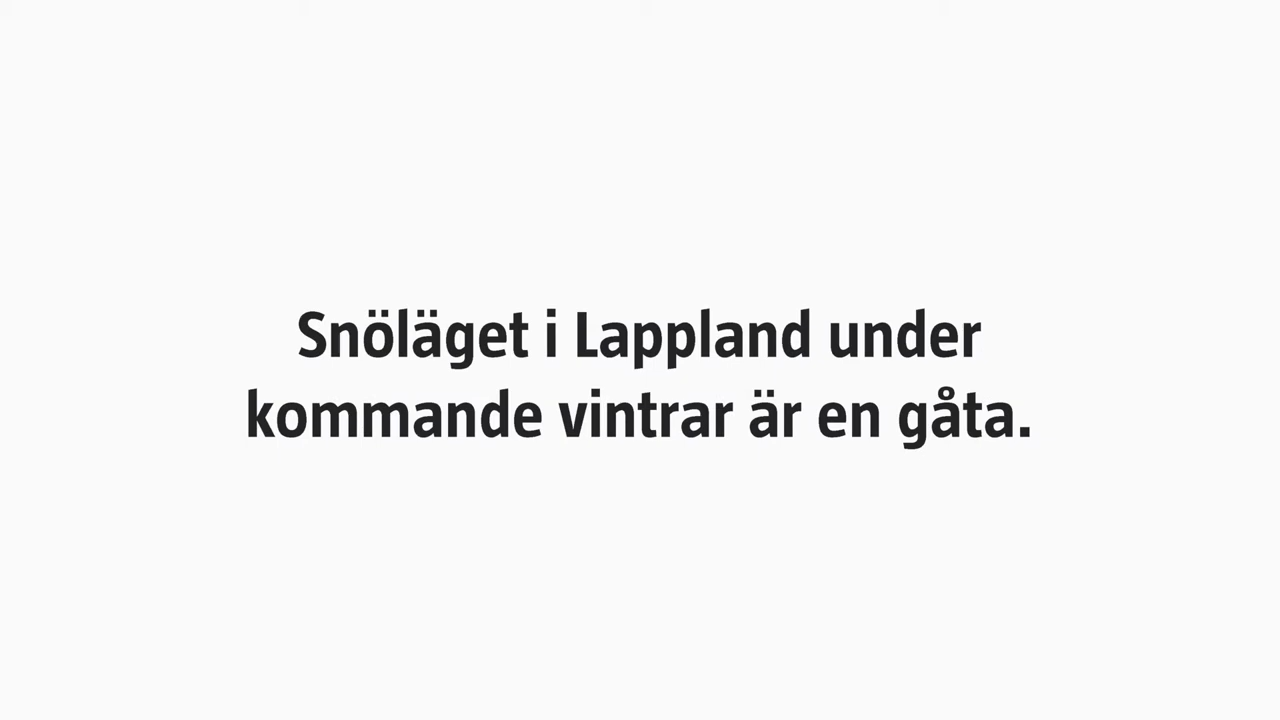 Snöläget i Lappland under
kommande vintrar är en gåta.